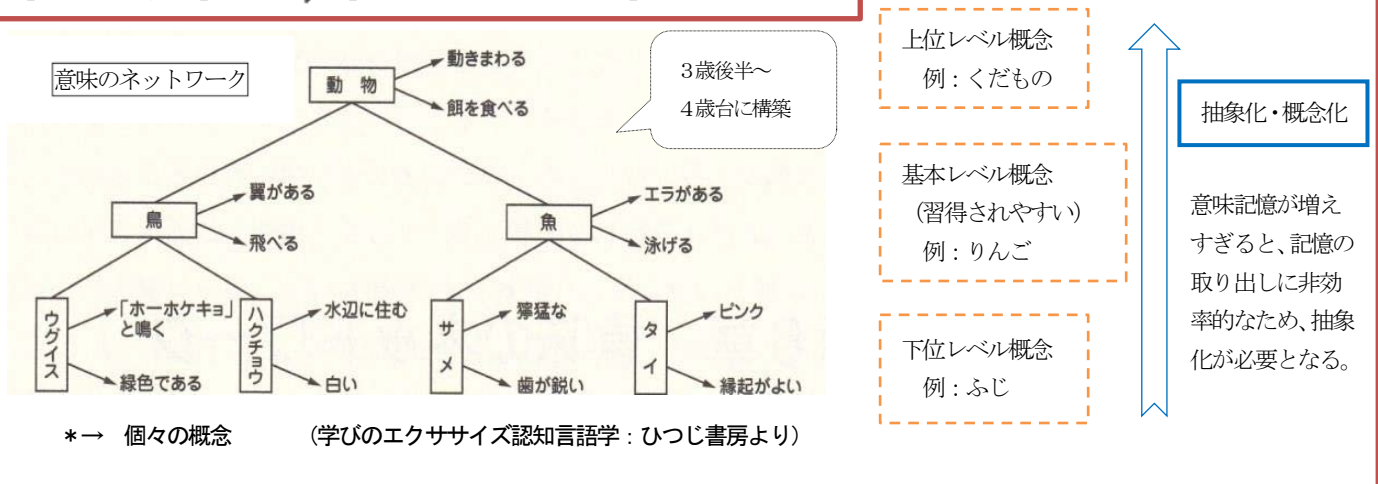 意味のネットワーク
動物
動きまわる
餌を食べる
3歳後半～
4歳台に構築
鳥
翼がある
飛べる
魚
エラがある
泳げる
ウグイス
「ホーホケキョ」
と鳴く
緑色である
ハクチョウ
水辺に住む
白い
サメ
獰猛な
歯が鋭い
タイ
ピンク
縁起がよい
*→　個々の概念　（学びのエクササイズ認知言語学：ひつじ書房より）
上位レベル概念
例：くだもの
基本レベル概念
（習得されやすい）
例：りんご
下位レベル概念
例：ふじ
抽象化・概念化
意味記憶が増え
すぎると、記憶の
取り出しに非効
率的なため、抽象
化が必要となる。